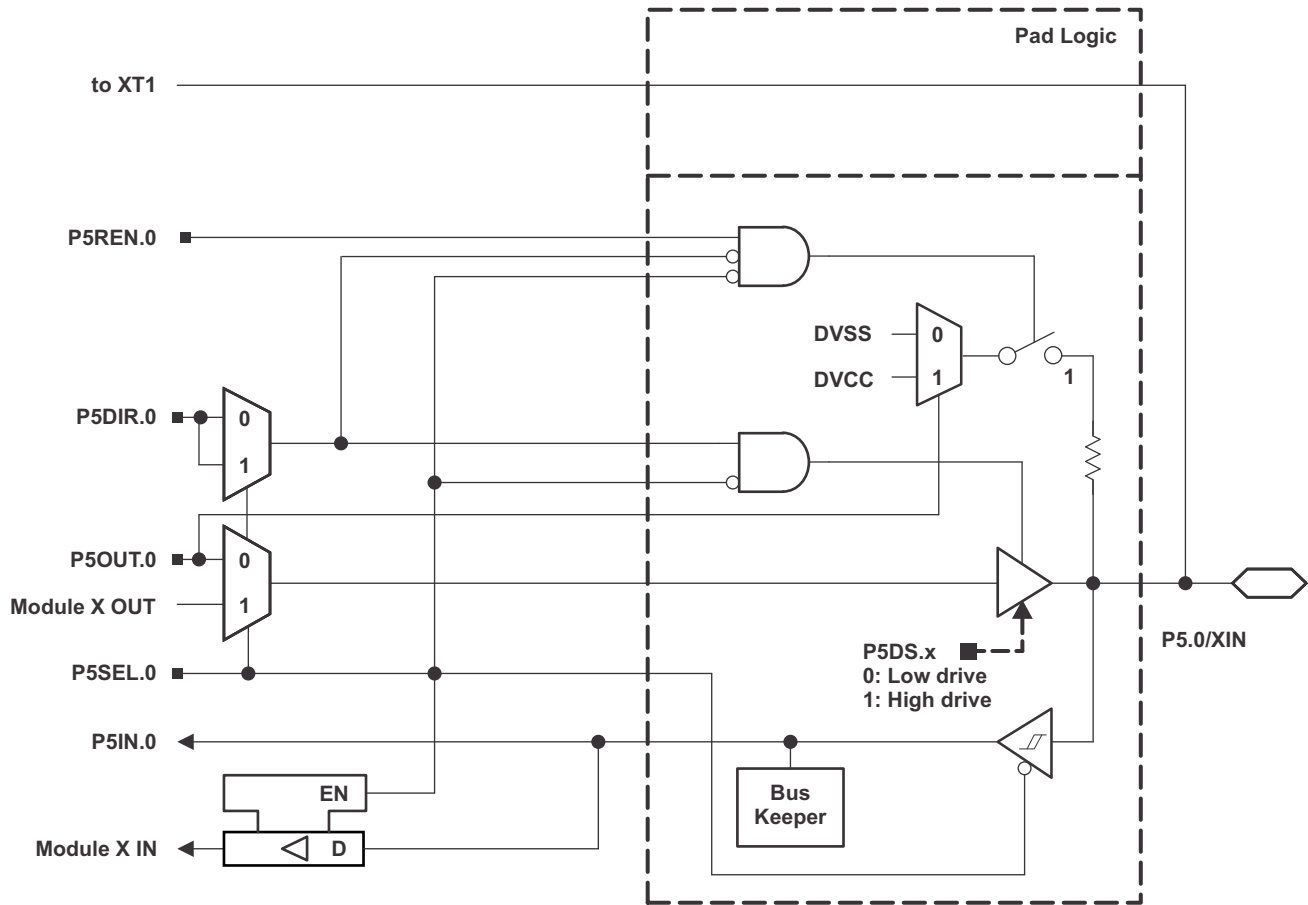 Pad Logic
to XT1
P5REN.0
DVSS
0
DVCC
1
1
P5DIR.0
0
1
P5OUT.0
0
Module X OUT
1
P5SEL.0
P5DS.x
0: Low drive
1: High drive
P5.0/XIN
P5IN.0
EN
Bus
Keeper
Module X IN
D